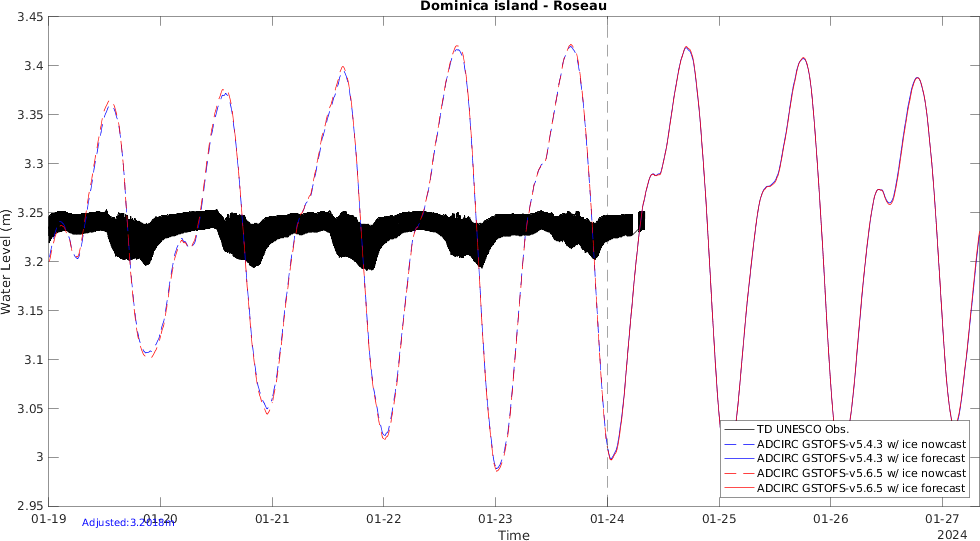 Dominica island - Roseau
3.45
3.4
3.35
3.3
3.25
3.2
3.15
3.1
3.05
3
2.95
Water Level (m)
TD UNESCO Obs.
ADCIRC GSTOFS-v5.4.3 w/ ice nowcast
ADCIRC GSTOFS-v5.4.3 w/ ice forecast
ADCIRC GSTOFS-v5.6.5 w/ ice nowcast
ADCIRC GSTOFS-v5.6.5 w/ ice forecast
01-19 01-20 01-21 01-22 01-23 01-24 01-25 01-26 01-27
Adjusted:3.2018m
Time
2024